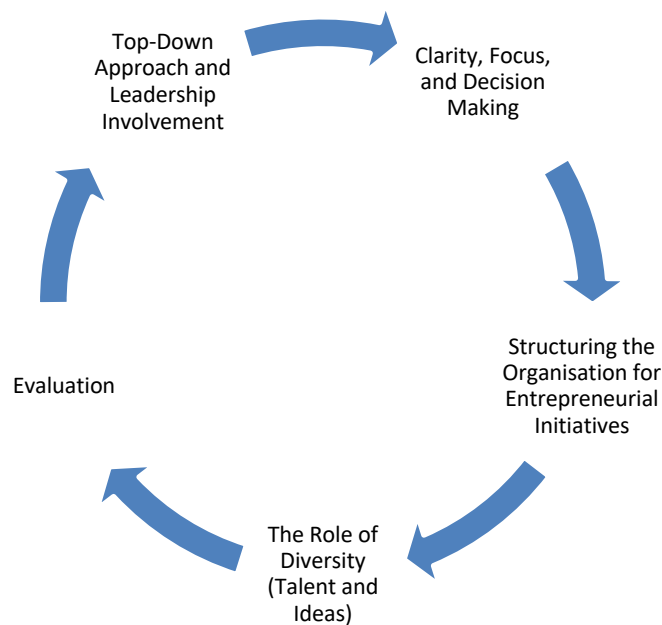 Top-Down
Approach and
Leadership
Involvement
Clarity, Focus,
and Decision
Making
Structuring the
Organisation for
Entrepreneurial
Initiatives
The Role of
Diversity
(Talent and
Ideas)
Evaluation